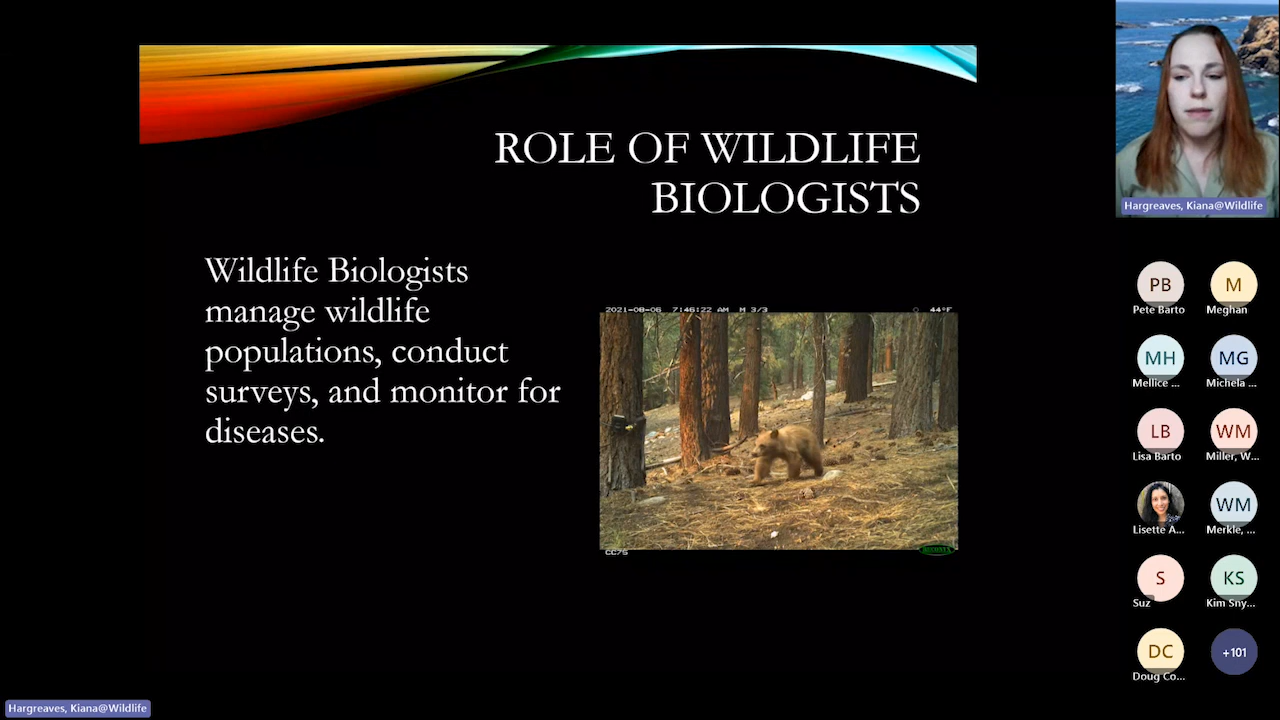 ROLE OF WILDLIFE
BIOLOGISTS
Wildlife Biologists
manage wildlife
populations, conduct
surveys, and monitor for
diseases.
2021-08-06 7:46:22 AM M 3/3 44°F
CC75
RECONYX
Hargreaves, Kiana@Wildlife
PB M
Pete Barto Meghan
MH MG
Mellice ... Michela ...
LB WM
Lisa Barto Miller, W...
WM
Lisette A... Merkle, ...
S KS
Suz Kim Sny...
DC +101
Doug Co...
Hargreaves, Kiana@Wildlife